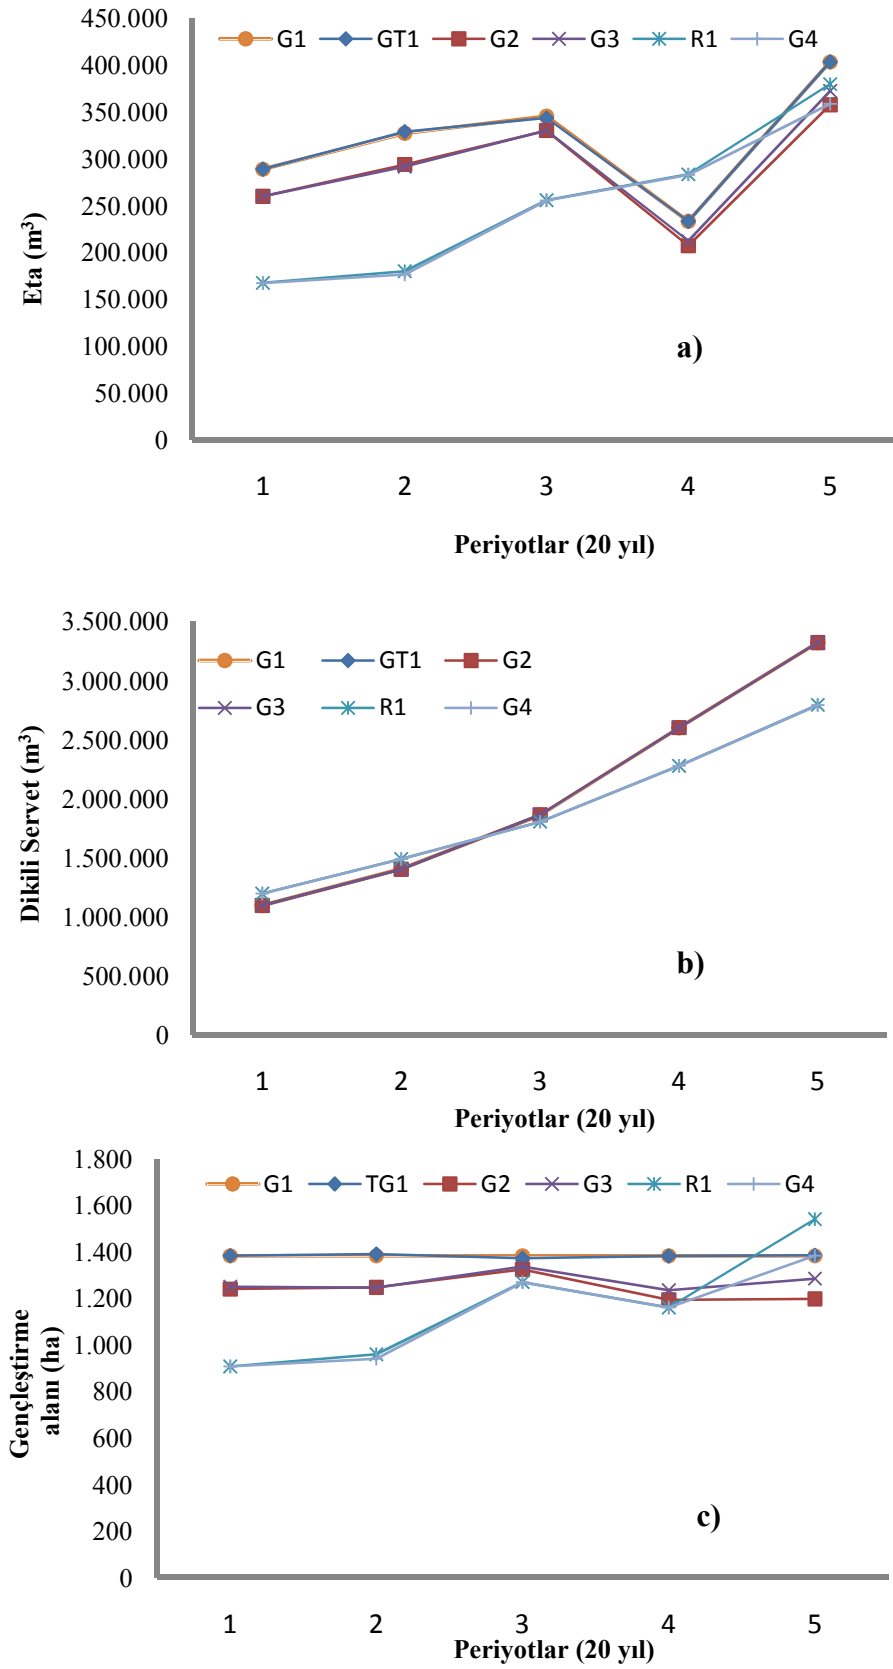 450.000
400.000
350.000
300.000
250.000
200.000
150.000
100.000
50.000
0
G1 GT1 G2 G3 R1 G4
Eta (m³)
a)
1 2 3 4 5
Periyotlar (20 yıl)
3.500.000
3.000.000
2.500.000
2.000.000
1.500.000
1.000.000
500.000
0
G1 GT1 G2
G3 R1 G4
Dikili Servet (m³)
b)
1 2 3 4 5
Periyotlar (20 yıl)
1.800
1.600
1.400
1.200
1.000
800
600
400
200
0
G1 TG1 G2 G3 R1 G4
Gençleştirme
alanı (ha)
c)
1 2 3 4 5
Periyotlar (20 yıl)